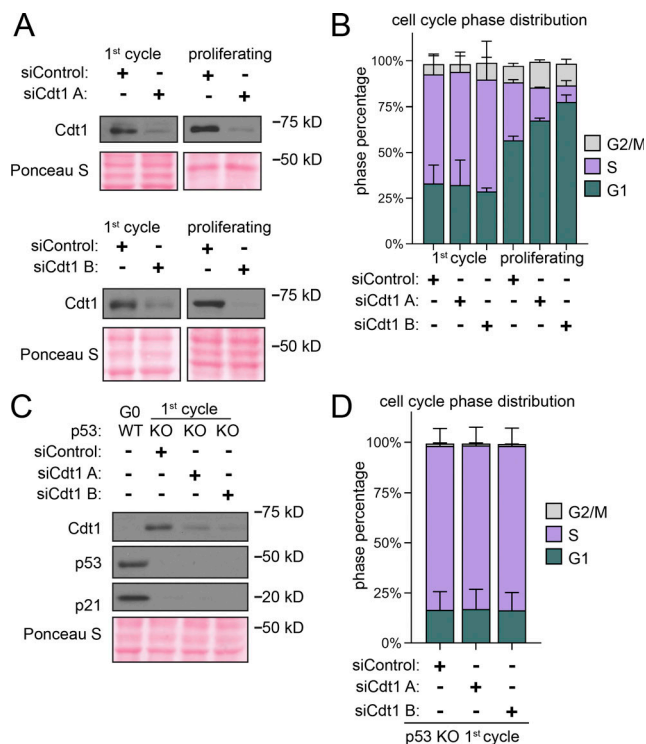 A
1st cycle proliferating
siControl: + - + -
siCdt1 A: - + - +
Cdt1
−75 kD
Ponceau S
−50 kD
1st cycle proliferating
siControl: + - + -
siCdt1 B: - + - +
Cdt1
−75 kD
Ponceau S
−50 kD
B
cell cycle phase distribution
phase percentage
100%
75%
50%
25%
0%
G2/M
S
G1
1st cycle proliferating
siControl: + - - + - -
siCdt1 A: - + - - + -
siCdt1 B: - - + - - +
C
G0 1st cycle
p53: WT KO KO KO
siControl: - + - -
siCdt1 A: - - + -
siCdt1 B: - - - +
−75 kD
Cdt1
p53
−50 kD
p21
−20 kD
Ponceau S
−50 kD
D
cell cycle phase distribution
phase percentage
100%
75%
50%
25%
0%
G2/M
S
G1
siControl: + - -
siCdt1 A: - + -
siCdt1 B: - - +
p53 KO 1st cycle